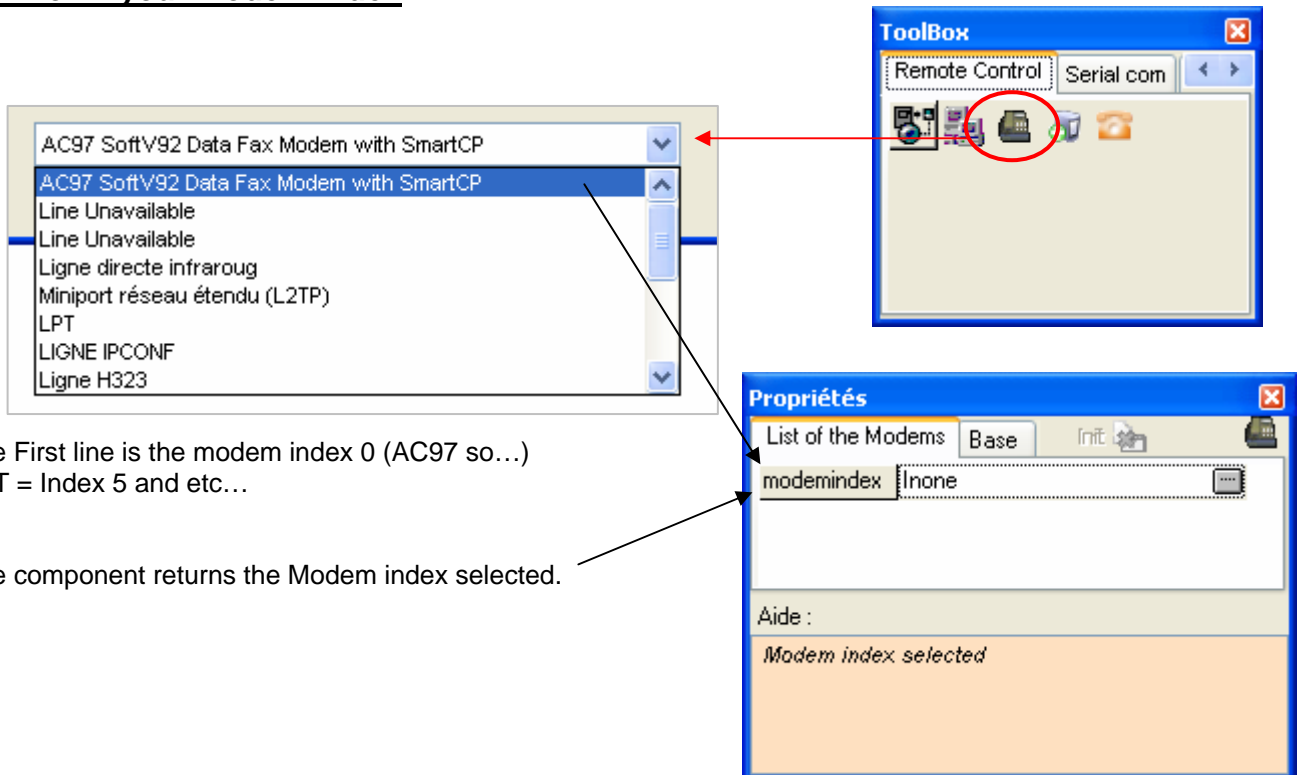 ToolBox
Remote Control
Serial com
AC97 SoftV92 Data Fax Modem with SmartCP
AC97 SoftV92 Data Fax Modem with SmartCP
Line Unavailable
Line Unavailable
Ligne directe infraroug
Miniport réseau étendu (L2TP)
LPT
LIGNE IPCONF
Ligne H323
Propriétés
List of the Modems
Base
Init
modemindex
Inone
e First line is the modem index 0 (AC97 so…)
T = Index 5 and etc…
e component returns the Modem index selected.
Aide :
Modem index selected